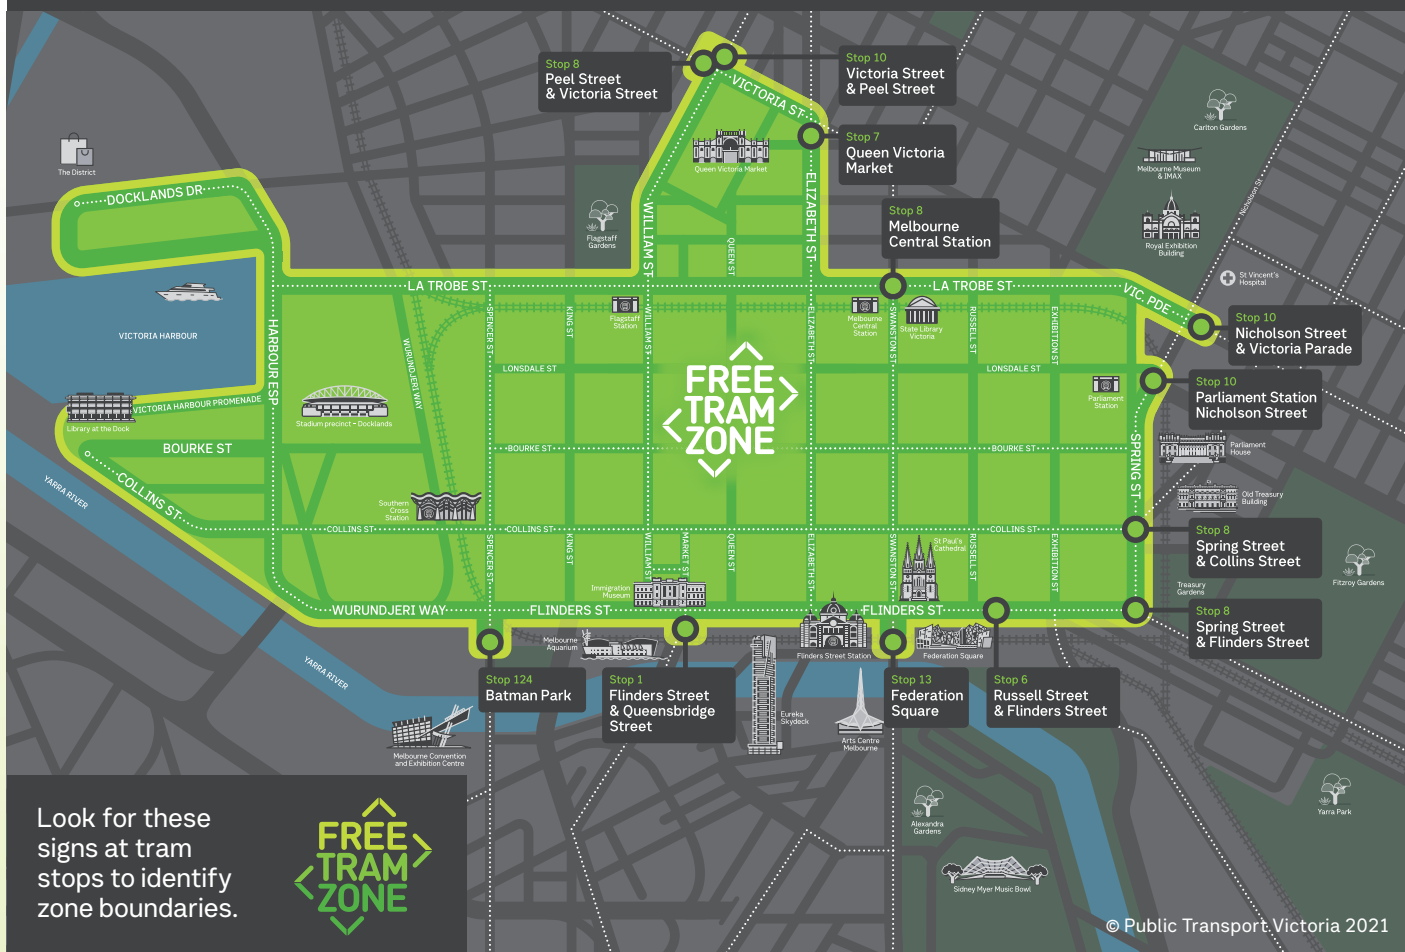 Stop 8
Peel Street
& Victoria Street
Stop 10
Victoria Street
& Peel Street
VICTORIA ST
Stop 7
Queen Victoria
Market
Queen Victoria Market
Carlton Gardens
Melbourne Museum
& IMAX
Nicholson St
Royal Exhibition
Building
The District
DOCKLANDS DR
Flagstaff
Gardens
WILLIAM ST
QUEEN ST
ELIZABETH ST
Stop 8
Melbourne
Central Station
St Vincent's
Hospital
LA TROBE ST
LA TROBE ST
VIC. PDE
VICTORIA HARBOUR
HARBOUR ESP
WURUNDJERI WAY
SPENCER ST
KING ST
Flagstaff
Station
WILLIAM ST
ELIZABETH ST
Melbourne
Central
Station
SWANSTON ST
State Library
Victoria
RUSSELL ST
EXHIBITION ST
Stop 10
Nicholson Street
& Victoria Parade
LONSDALE ST
LONSDALE ST
FREE
TRAM
ZONE
Parliament
Station
Stop 10
Parliament Station
Nicholson Street
VICTORIA HARBOUR PROMENADE
Library at the Dock
Stadium precinct - Docklands
BOURKE ST
BOURKE ST
BOURKE ST
SPRING ST
Parliament
House
YARRA RIVER
COLLINS ST
Southern
Cross
Station
Old Treasury
Building
COLLINS ST
COLLINS ST
COLLINS ST
Stop 8
Spring Street
& Collins Street
SPENCER ST
KING ST
WILLIAM ST
MARKET ST
QUEEN ST
ELIZABETH ST
SWANSTON ST
St Paul's
Cathedral
RUSSELL ST
EXHIBITION ST
Treasury
Gardens
Fitzroy Gardens
Immigration
Museum
WURUNDJERI WAY
FLINDERS ST
FLINDERS ST
Stop 8
Spring Street
& Flinders Street
Melbourne
Aquarium
Flinders Street Station
Federation Square
YARRA RIVER
Stop 124
Batman Park
Stop 1
Flinders Street
& Queensbridge
Street
Stop 13
Federation
Square
Stop 6
Russell Street
& Flinders Street
Eureka
Skydeck
Arts Centre
Melbourne
Melbourne Convention
and Exhibition Centre
Look for these
signs at tram
stops to identify
zone boundaries.
FREE
TRAM
ZONE
Alexandra
Gardens
Yarra Park
Sidney Myer Music Bowl
© Public Transport Victoria 2021